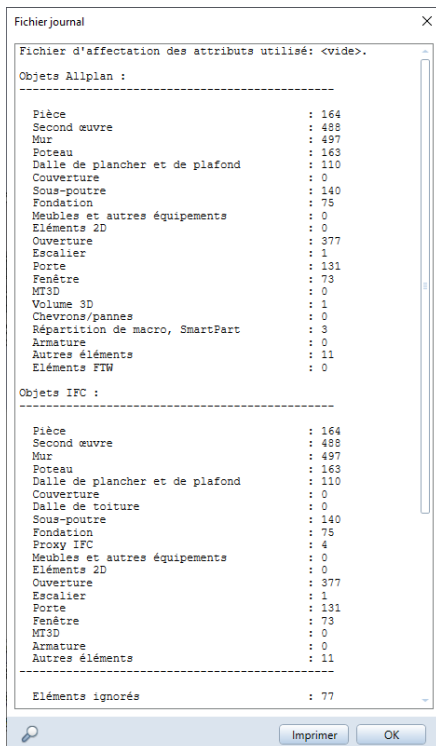 Fichier journal
Fichier d'affectation des attributs utilisé: <vide>.
Objets Allplan :
------------------------------------------------
Pièce : 164
Second œuvre : 488
Mur : 497
Poteau : 163
Dalle de plancher et de plafond : 110
Couverture : 0
Sous-poutre : 140
Fondation : 75
Meubles et autres équipements : 0
Eléments 2D : 0
Ouverture : 377
Escalier : 1
Porte : 131
Fenêtre : 73
MT3D : 0
Volume 3D : 1
Chevrons/pannes : 0
Répartition de macro, SmartPart : 3
Armature : 0
Autres éléments : 11
Eléments FTW : 0
Objets IFC :
------------------------------------------------
Pièce : 164
Second œuvre : 488
Mur : 497
Poteau : 163
Dalle de plancher et de plafond : 110
Couverture : 0
Dalle de toiture : 0
Sous-poutre : 140
Fondation : 75
Proxy IFC : 4
Meubles et autres équipements : 0
Eléments 2D : 0
Ouverture : 377
Escalier : 1
Porte : 131
Fenêtre : 73
MT3D : 0
Armature : 0
Autres éléments : 11
------------------------------------------------
Eléments ignorés : 77
Imprimer OK